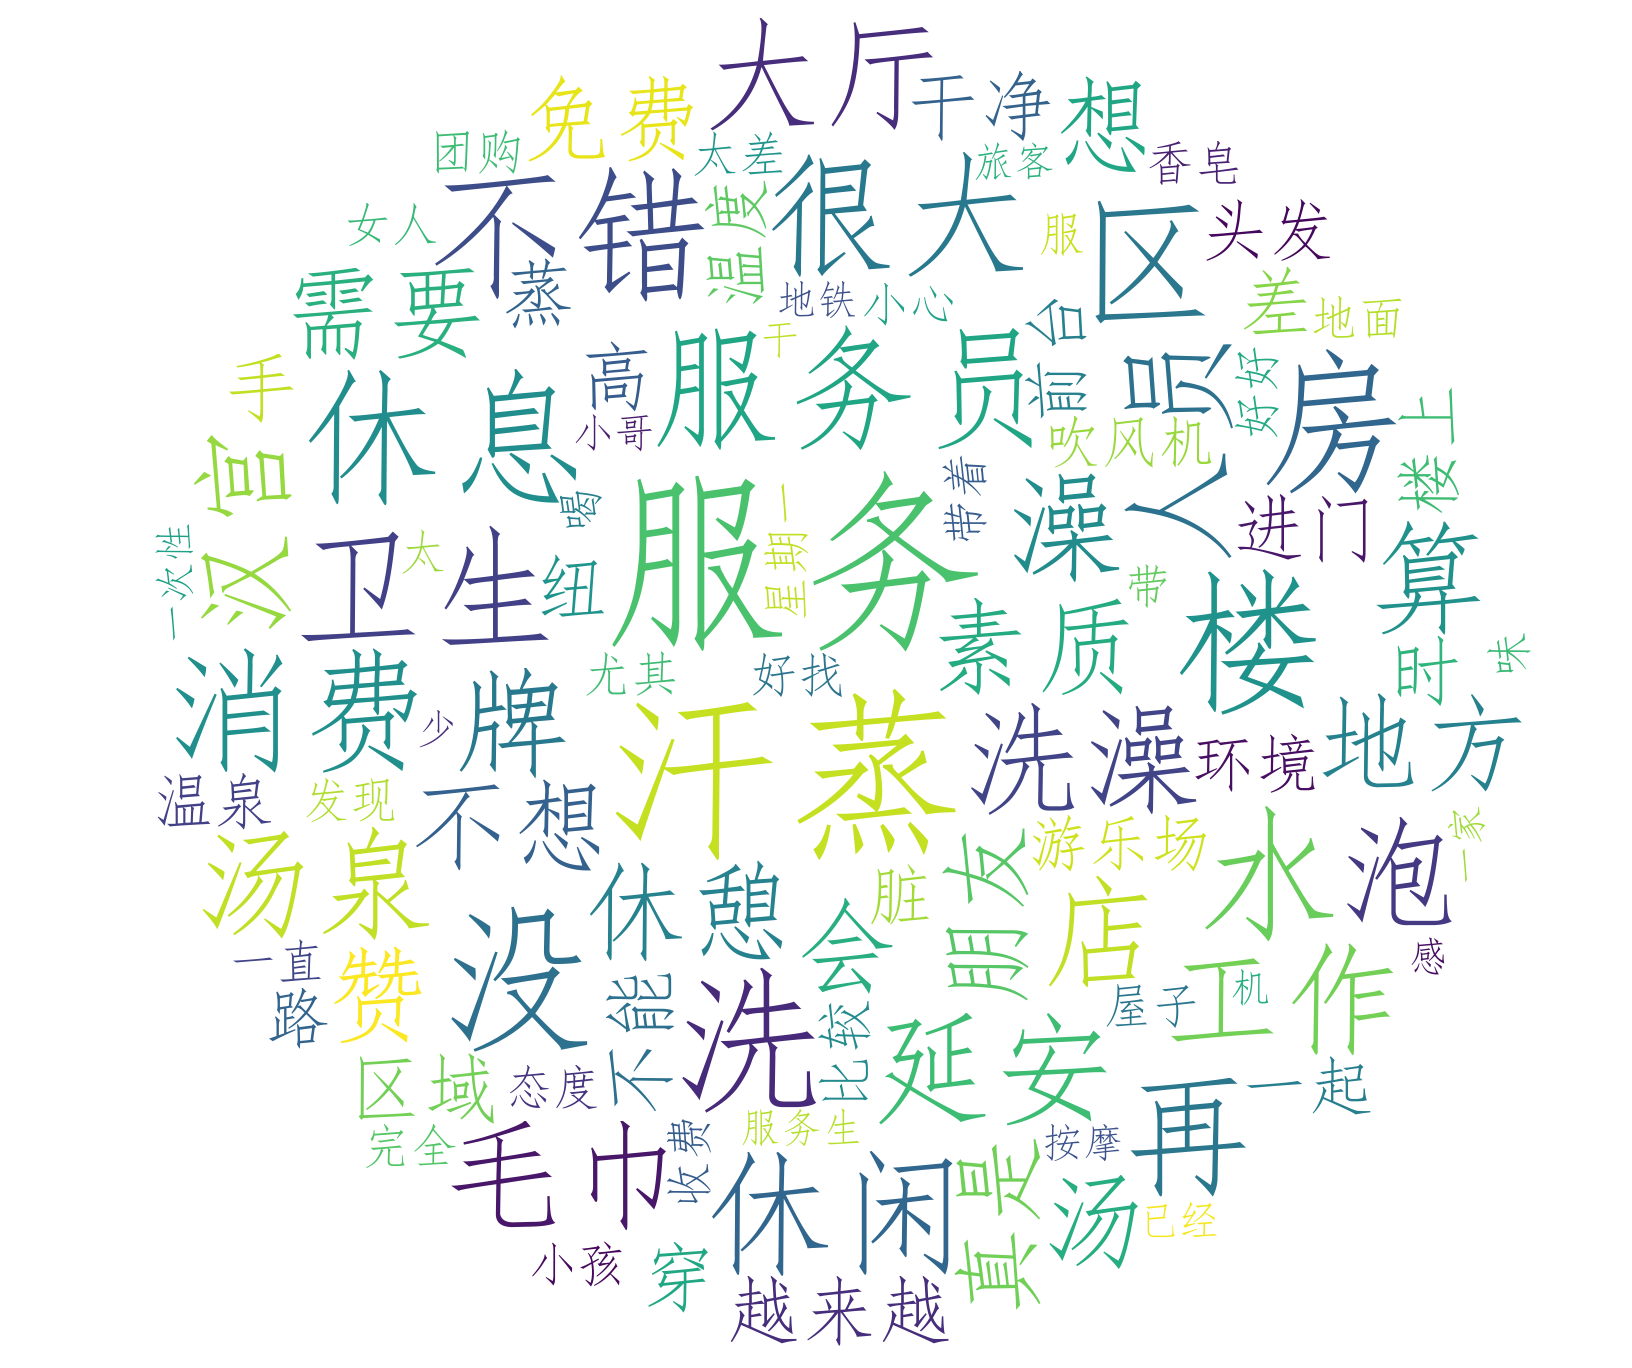 大厅
免费
干净
想
团购
太差
旅客
香皂
不错
很大
温度
区
头发
女人
服
需要
蒸
地铁
小心
差
地面
前台
人员
好好
手
休息
高
服务员
干
房
楼上
小哥
吹风机
汉宫
喝
服务
星期一
带着
澡
进门
算
一次性
卫生
太
纽
素质
带
楼
时
味
消费
少
牌
尤其
好找
汗蒸
洗澡
环境
地方
温泉
发现
不想
汤泉
休憩
脏
朋友
游乐场
水
泡
一家
一直
赞
没
会
店
感
路
不能
洗
比较
延安
屋子
工作
机
区域
态度
完全
服务生
按摩
再
一起
毛巾
收费
休闲
真是
汤
已经
小孩
穿
越来越